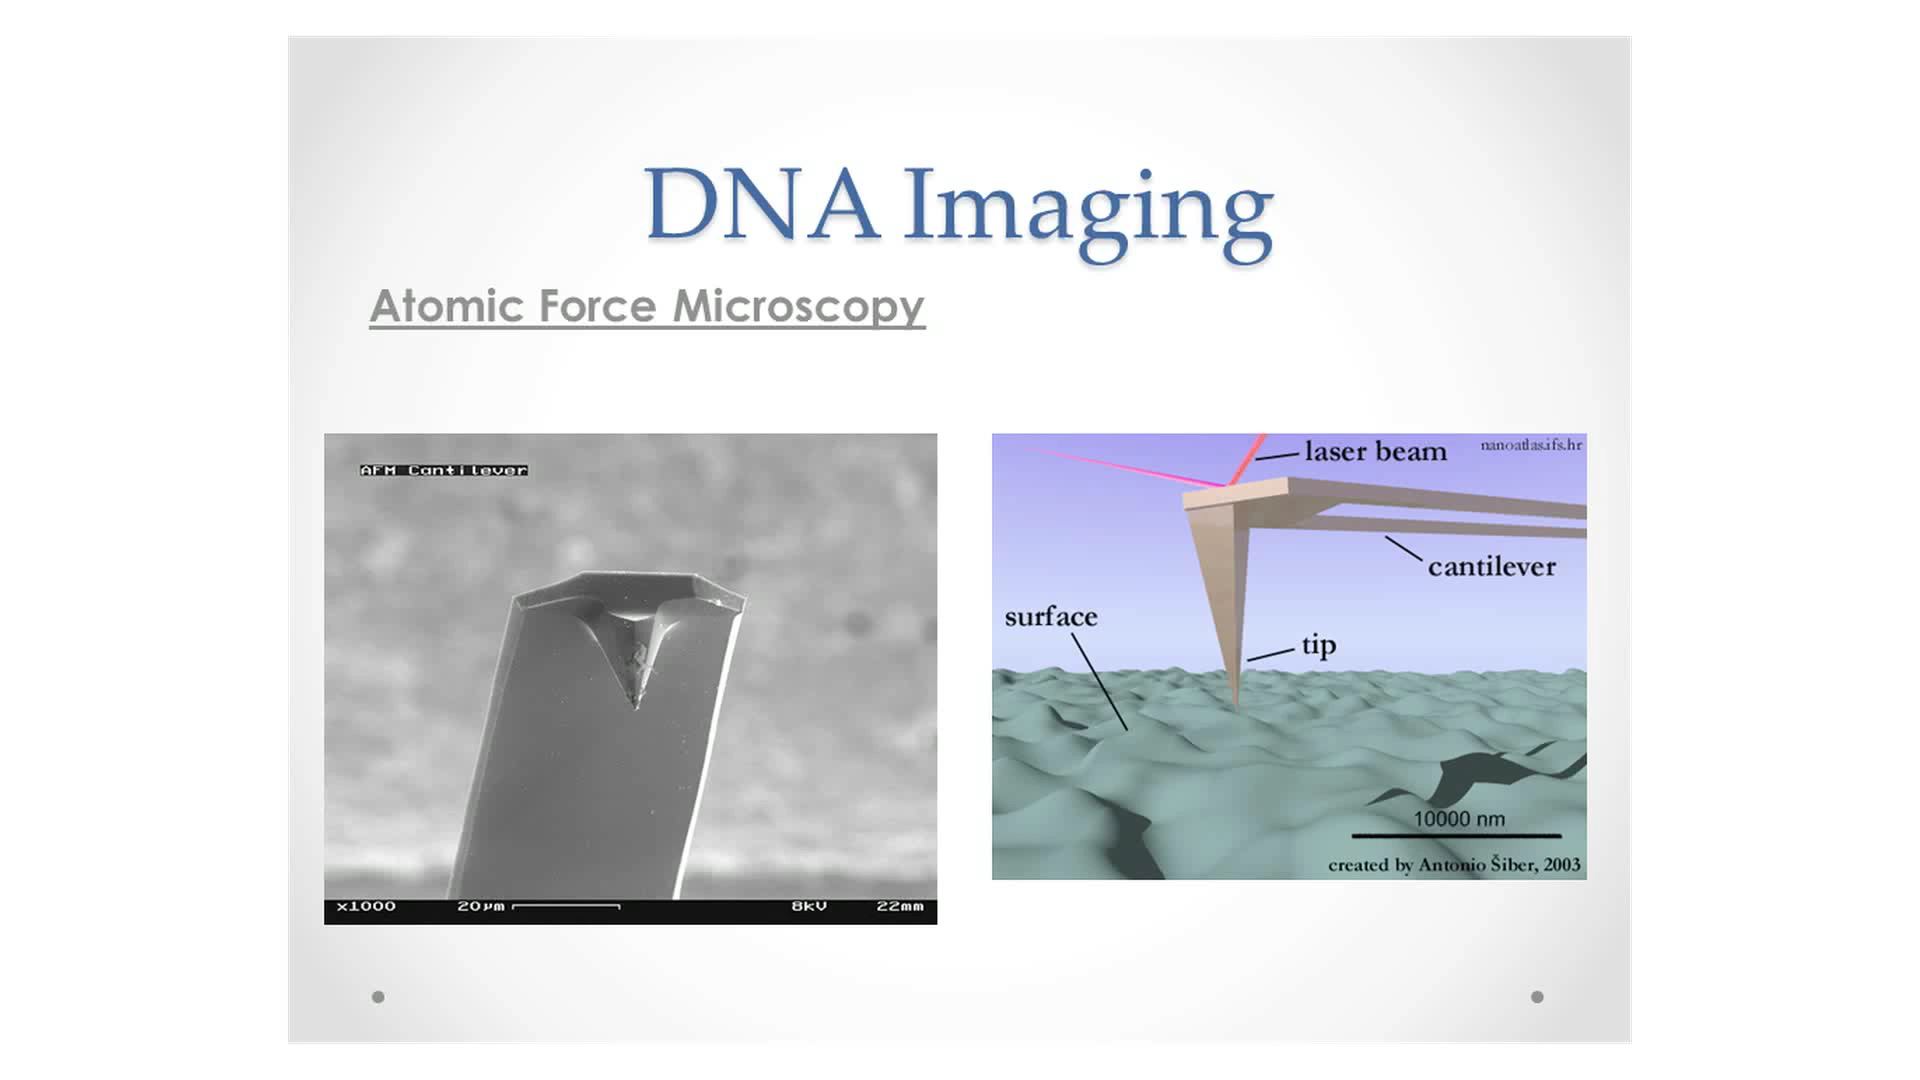 DNA Imaging
Atomic Force Microscopy
AFM Cantilever
x1000 20µm 8kV 22mm
laser beam
nanoatlas.ifs.hr
cantilever
surface
tip
10000 nm
created by Antonio Šiber, 2003